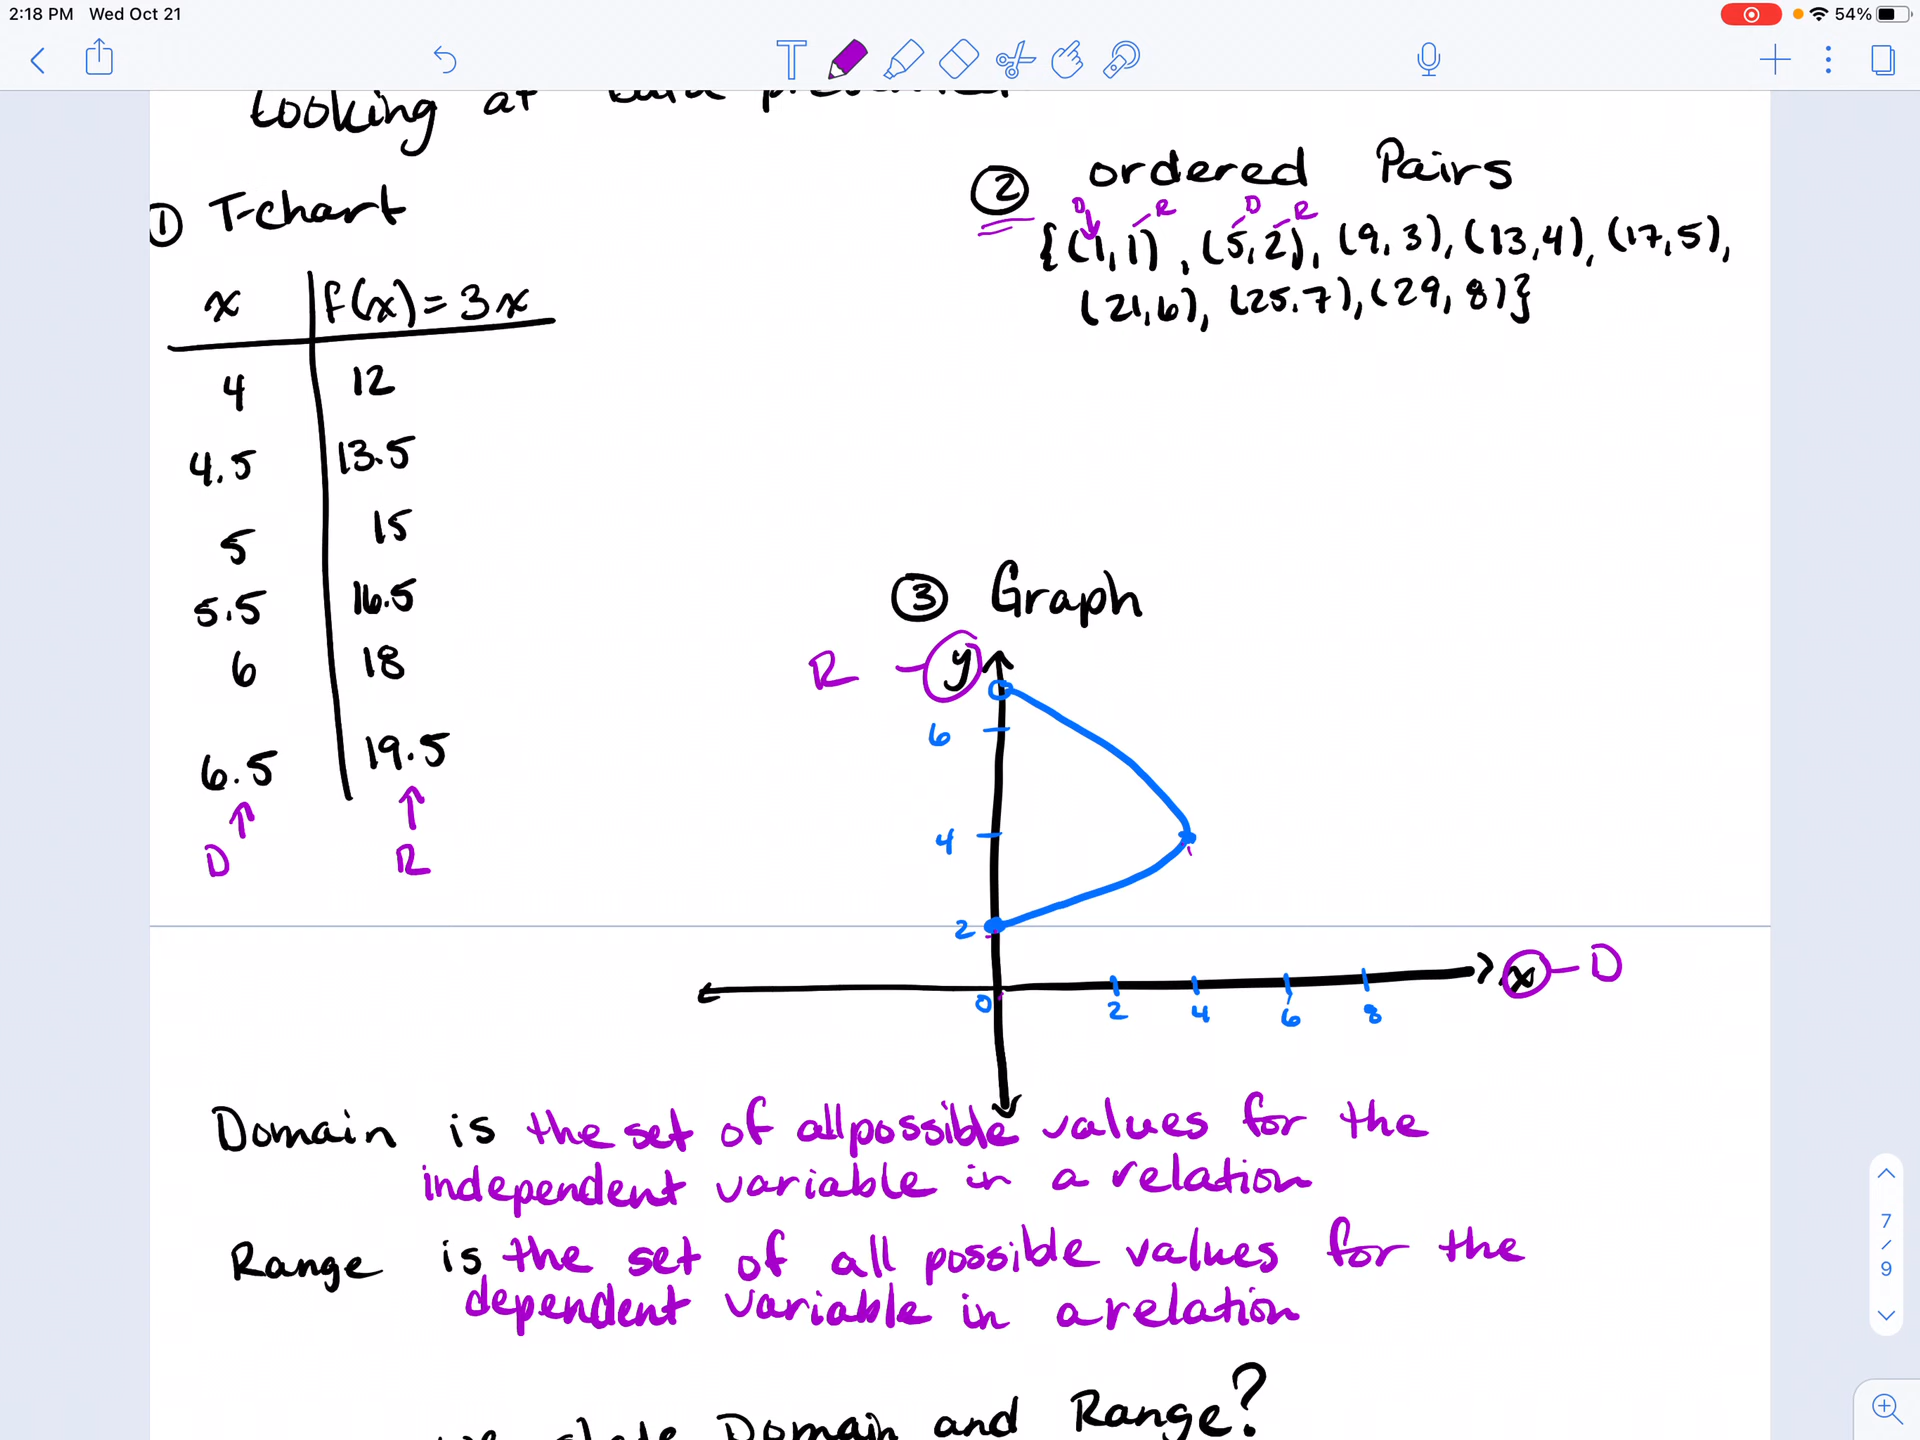 2:18 PM Wed Oct 21
54%
T
Looking at data presented
① T-chart
x f(x) = 3x
4 12
4.5 13.5
5 15
5.5 16.5
6 18
6.5 19.5
D R
② ordered Pairs
D R D R
{(1,1), (5,2), (9,3), (13,4), (17,5),
(21,6), (25.7), (29,8)}
③ Graph
R y
6
4
2
0 2 4 6 8
x D
Domain is the set of all possible values for the
independent variable in a relation
Range is the set of all possible values for the
dependent variable in a relation
we state Domain and Range?
7
/
9